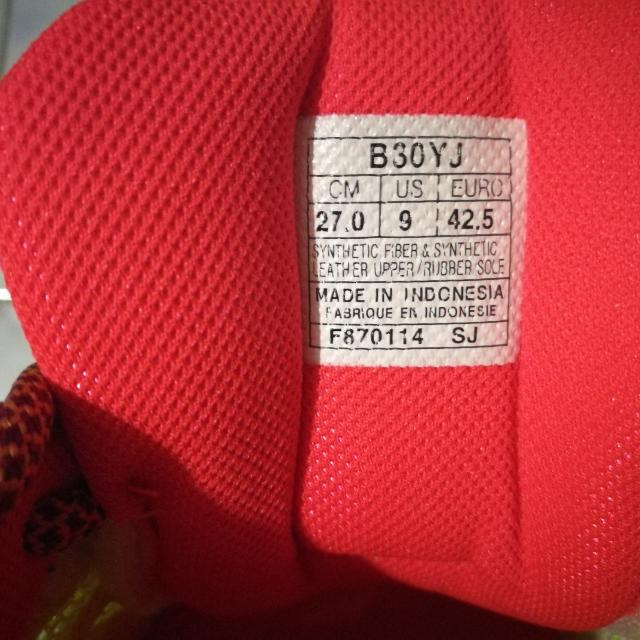 B30YJ
CM US EURO
27.0 9 42.5
SYNTHETIC FIBER & SYNTHETIC
LEATHER UPPER/RUBBER SOLE
MADE IN INDONESIA
FABRIQUE EN INDONESIE
F870114 SJ